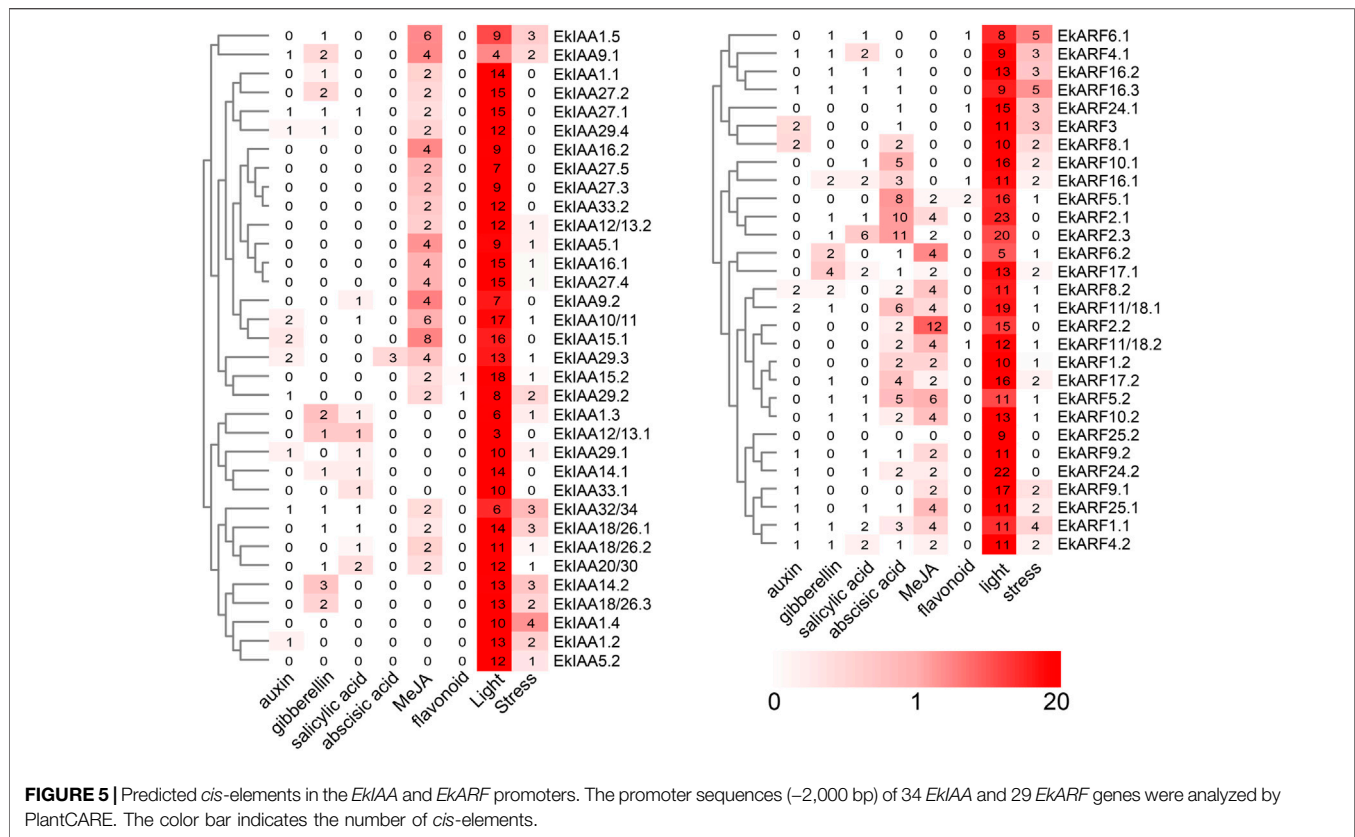 0 1 0 0 6 0 9 3 EkIAA1.5
1 2 0 0 4 0 4 2 EkIAA9.1
0 1 0 0 2 0 14 0 EkIAA1.1
0 2 0 0 2 0 15 0 EkIAA27.2
1 1 1 0 2 0 15 0 EkIAA27.1
1 1 0 0 2 0 12 0 EkIAA29.4
0 0 0 0 4 0 9 0 EkIAA16.2
0 0 0 0 2 0 7 0 EkIAA27.5
0 0 0 0 2 0 9 0 EkIAA27.3
0 0 0 0 2 0 12 0 EkIAA33.2
0 0 0 0 2 0 12 1 EkIAA12/13.2
0 0 0 0 4 0 9 1 EkIAA5.1
0 0 0 0 4 0 15 1 EkIAA16.1
0 0 0 0 4 0 15 1 EkIAA27.4
0 0 1 0 4 0 7 0 EkIAA9.2
2 0 1 0 6 0 17 1 EkIAA10/11
2 0 0 0 8 0 16 0 EkIAA15.1
2 0 0 3 4 0 13 1 EkIAA29.3
0 0 0 0 2 1 18 1 EkIAA15.2
1 0 0 0 2 1 8 2 EkIAA29.2
0 2 1 0 0 0 6 1 EkIAA1.3
0 1 1 0 0 0 3 0 EkIAA12/13.1
1 0 1 0 0 0 10 1 EkIAA29.1
0 1 1 0 0 0 14 0 EkIAA14.1
0 0 1 0 0 0 10 0 EkIAA33.1
1 1 1 0 2 0 6 3 EkIAA32/34
0 1 1 0 2 0 14 3 EkIAA18/26.1
0 0 1 0 2 0 11 1 EkIAA18/26.2
0 1 2 0 2 0 12 1 EkIAA20/30
0 3 0 0 0 0 13 3 EkIAA14.2
0 2 0 0 0 0 13 2 EkIAA18/26.3
0 0 0 0 0 0 10 4 EkIAA1.4
1 0 0 0 0 0 13 2 EkIAA1.2
0 0 0 0 0 0 12 1 EkIAA5.2
auxin
gibberellin
salicylic acid
abscisic acid
MeJA
flavonoid
Light
Stress
0 1 1 0 0 1 8 5 EkARF6.1
1 1 2 0 0 0 9 3 EkARF4.1
0 1 1 1 0 0 13 3 EkARF16.2
1 1 1 1 0 0 9 5 EkARF16.3
0 0 0 1 0 1 15 3 EkARF24.1
2 0 0 1 0 0 11 3 EkARF3
2 0 0 2 0 0 10 2 EkARF8.1
0 0 1 5 0 0 16 2 EkARF10.1
0 2 2 3 0 1 11 2 EkARF16.1
0 0 0 8 2 2 16 1 EkARF5.1
0 1 1 10 4 0 23 0 EkARF2.1
0 1 6 11 2 0 20 0 EkARF2.3
0 2 0 1 4 0 5 1 EkARF6.2
0 4 2 1 2 0 13 2 EkARF17.1
2 2 0 2 4 0 11 1 EkARF8.2
2 1 0 6 4 0 19 1 EkARF11/18.1
0 0 0 2 12 0 15 0 EkARF2.2
0 0 0 2 4 1 12 1 EkARF11/18.2
0 0 0 2 2 0 10 1 EkARF1.2
0 1 0 4 2 0 16 2 EkARF17.2
0 1 0 5 6 0 11 1 EkARF5.2
0 1 1 2 4 0 13 1 EkARF10.2
0 0 0 0 0 0 9 0 EkARF25.2
1 0 1 1 2 0 11 0 EkARF9.2
1 0 1 2 2 0 22 0 EkARF24.2
1 0 0 0 2 0 17 2 EkARF9.1
1 0 1 1 4 0 11 2 EkARF25.1
1 1 2 3 4 0 11 4 EkARF1.1
1 1 2 1 2 0 11 2 EkARF4.2
auxin
gibberellin
salicylic acid
abscisic acid
MeJA
flavonoid
light
stress
0 1 20
FIGURE 5 | Predicted cis-elements in the EkIAA and EkARF promoters. The promoter sequences (−2,000 bp) of 34 EkIAA and 29 EkARF genes were analyzed by
PlantCARE. The color bar indicates the number of cis-elements.